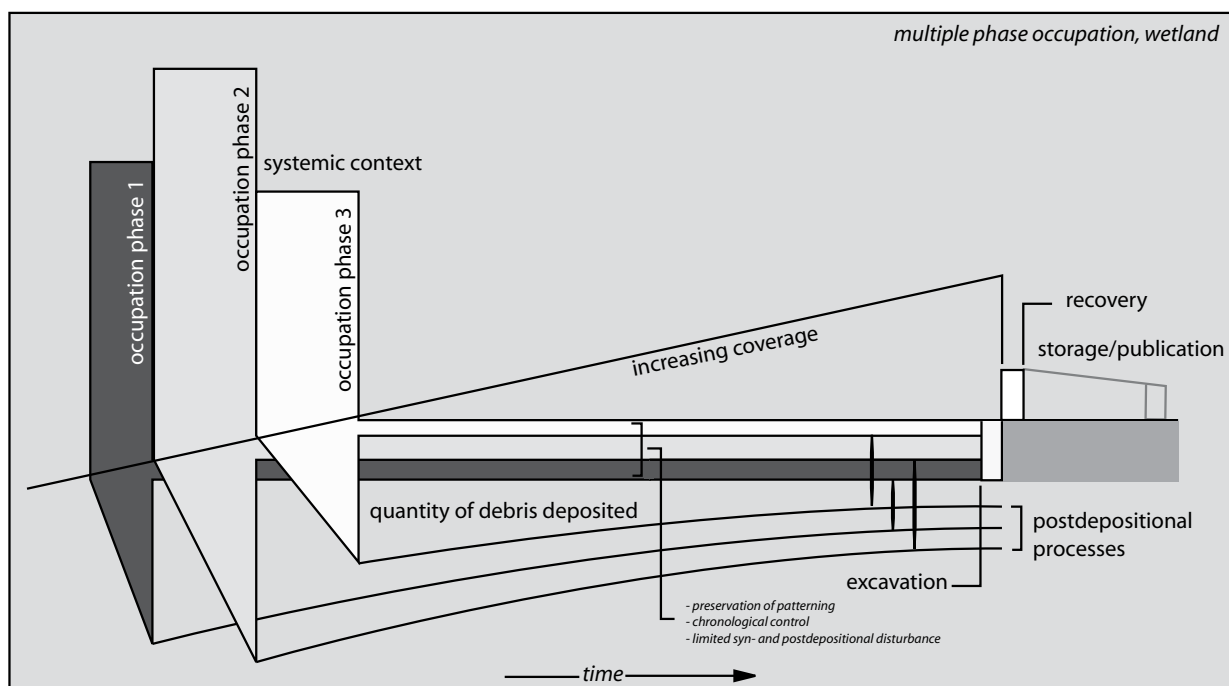 multiple phase occupation, wetland
occupation phase 1
occupation phase 2
systemic context
occupation phase 3
increasing coverage
recovery
storage/publication
quantity of debris deposited
postdepositional
processes
excavation
- preservation of patterning
- chronological control
- limited syn- and postdepositional disturbance
time